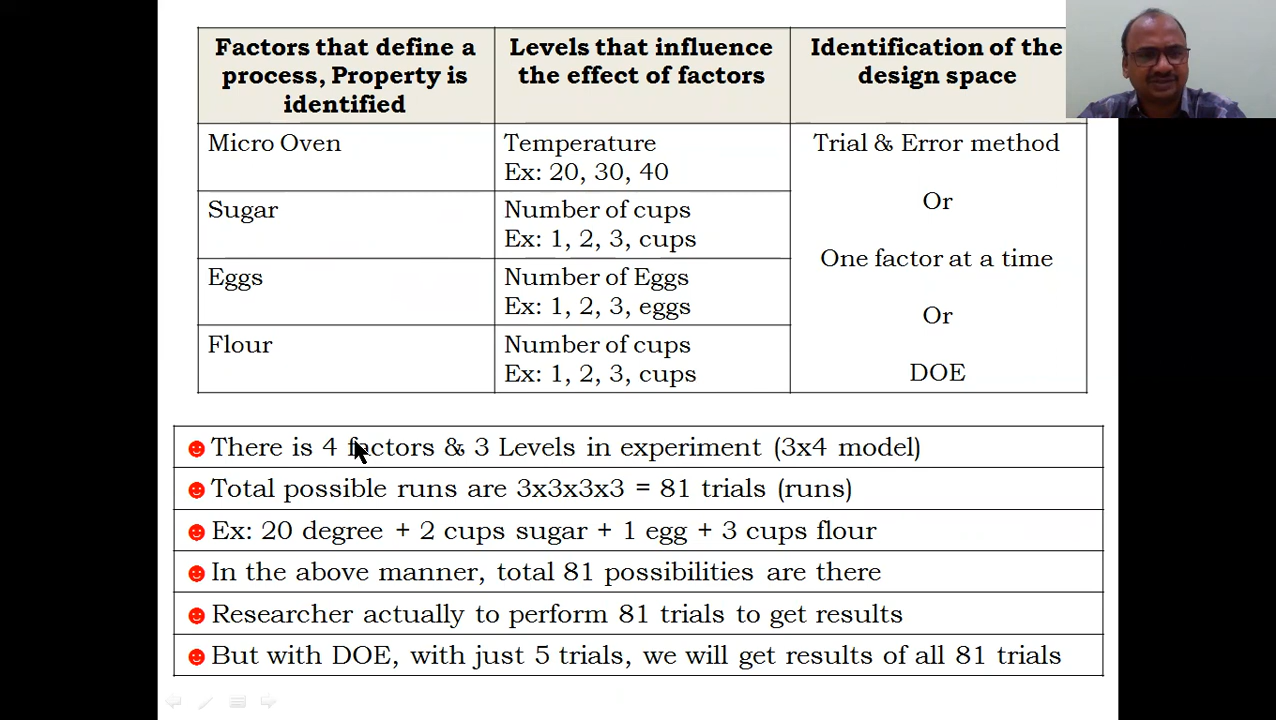 Factors that define a
process, Property is
identified
Levels that influence
the effect of factors
Identification of the
design space
Micro Oven
Temperature
Ex: 20, 30, 40
Sugar
Number of cups
Ex: 1, 2, 3, cups
Eggs
Number of Eggs
Ex: 1, 2, 3, eggs
Flour
Number of cups
Ex: 1, 2, 3, cups
Trial & Error method
Or
One factor at a time
Or
DOE
There is 4 factors & 3 Levels in experiment (3x4 model)
Total possible runs are 3x3x3x3 = 81 trials (runs)
Ex: 20 degree + 2 cups sugar + 1 egg + 3 cups flour
In the above manner, total 81 possibilities are there
Researcher actually to perform 81 trials to get results
But with DOE, with just 5 trials, we will get results of all 81 trials